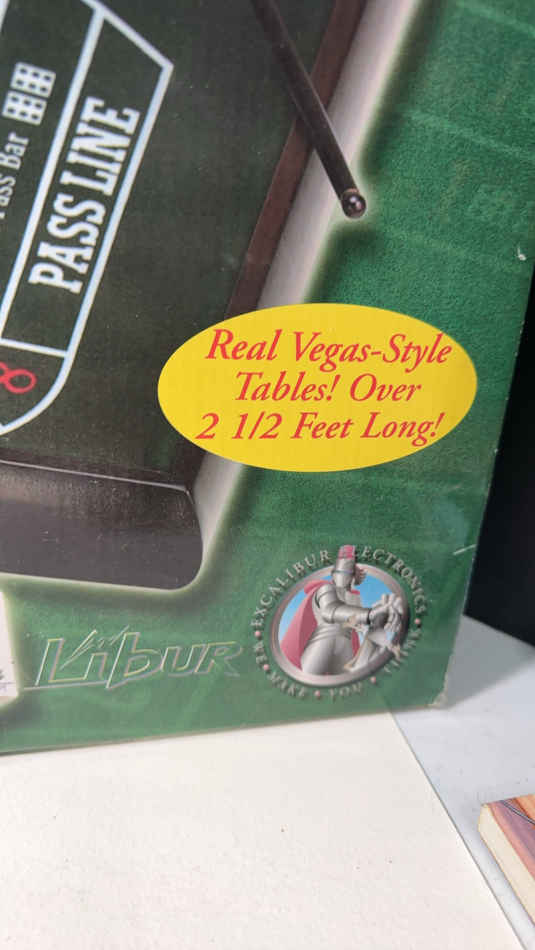 Pass Bar
PASS LINE
8
Real Vegas-Style
Tables! Over
2 1/2 Feet Long!
LibUR
EXCALIBUR ELECTRONICS
WE • MAKE • YOU • THINK